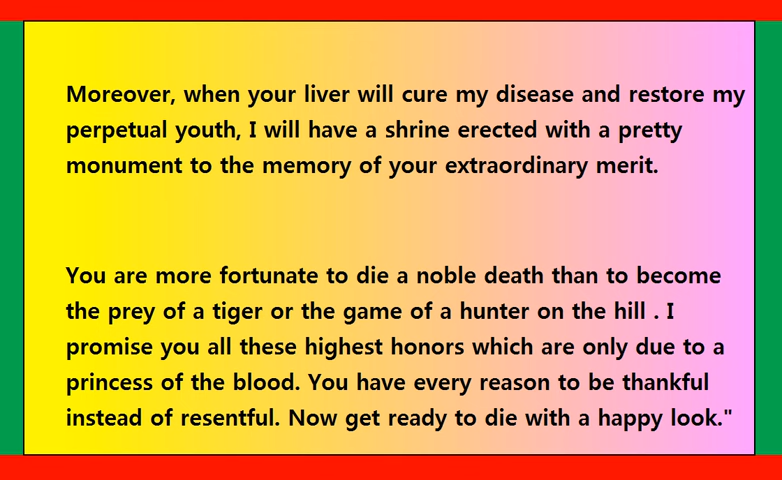 Moreover, when your liver will cure my disease and restore my
perpetual youth, I will have a shrine erected with a pretty
monument to the memory of your extraordinary merit.
You are more fortunate to die a noble death than to become
the prey of a tiger or the game of a hunter on the hill . I
promise you all these highest honors which are only due to a
princess of the blood. You have every reason to be thankful
instead of resentful. Now get ready to die with a happy look."